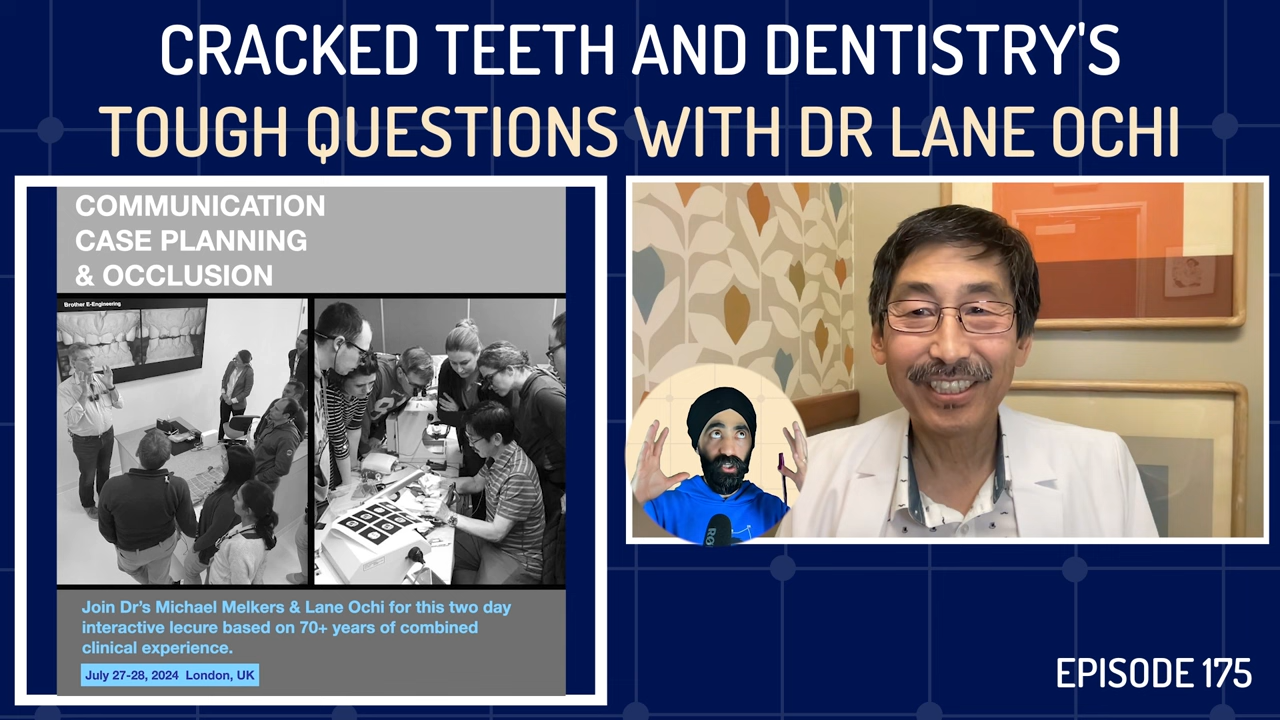 CRACKED TEETH AND DENTISTRY'S
TOUGH QUESTIONS WITH DR LANE OCHI
COMMUNICATION
CASE PLANNING
& OCCLUSION
Brother E-Engineering
Join Dr's Michael Melkers & Lane Ochi for this two day
interactive lecure based on 70+ years of combined
clinical experience.
July 27-28, 2024 London, UK
EPISODE 175